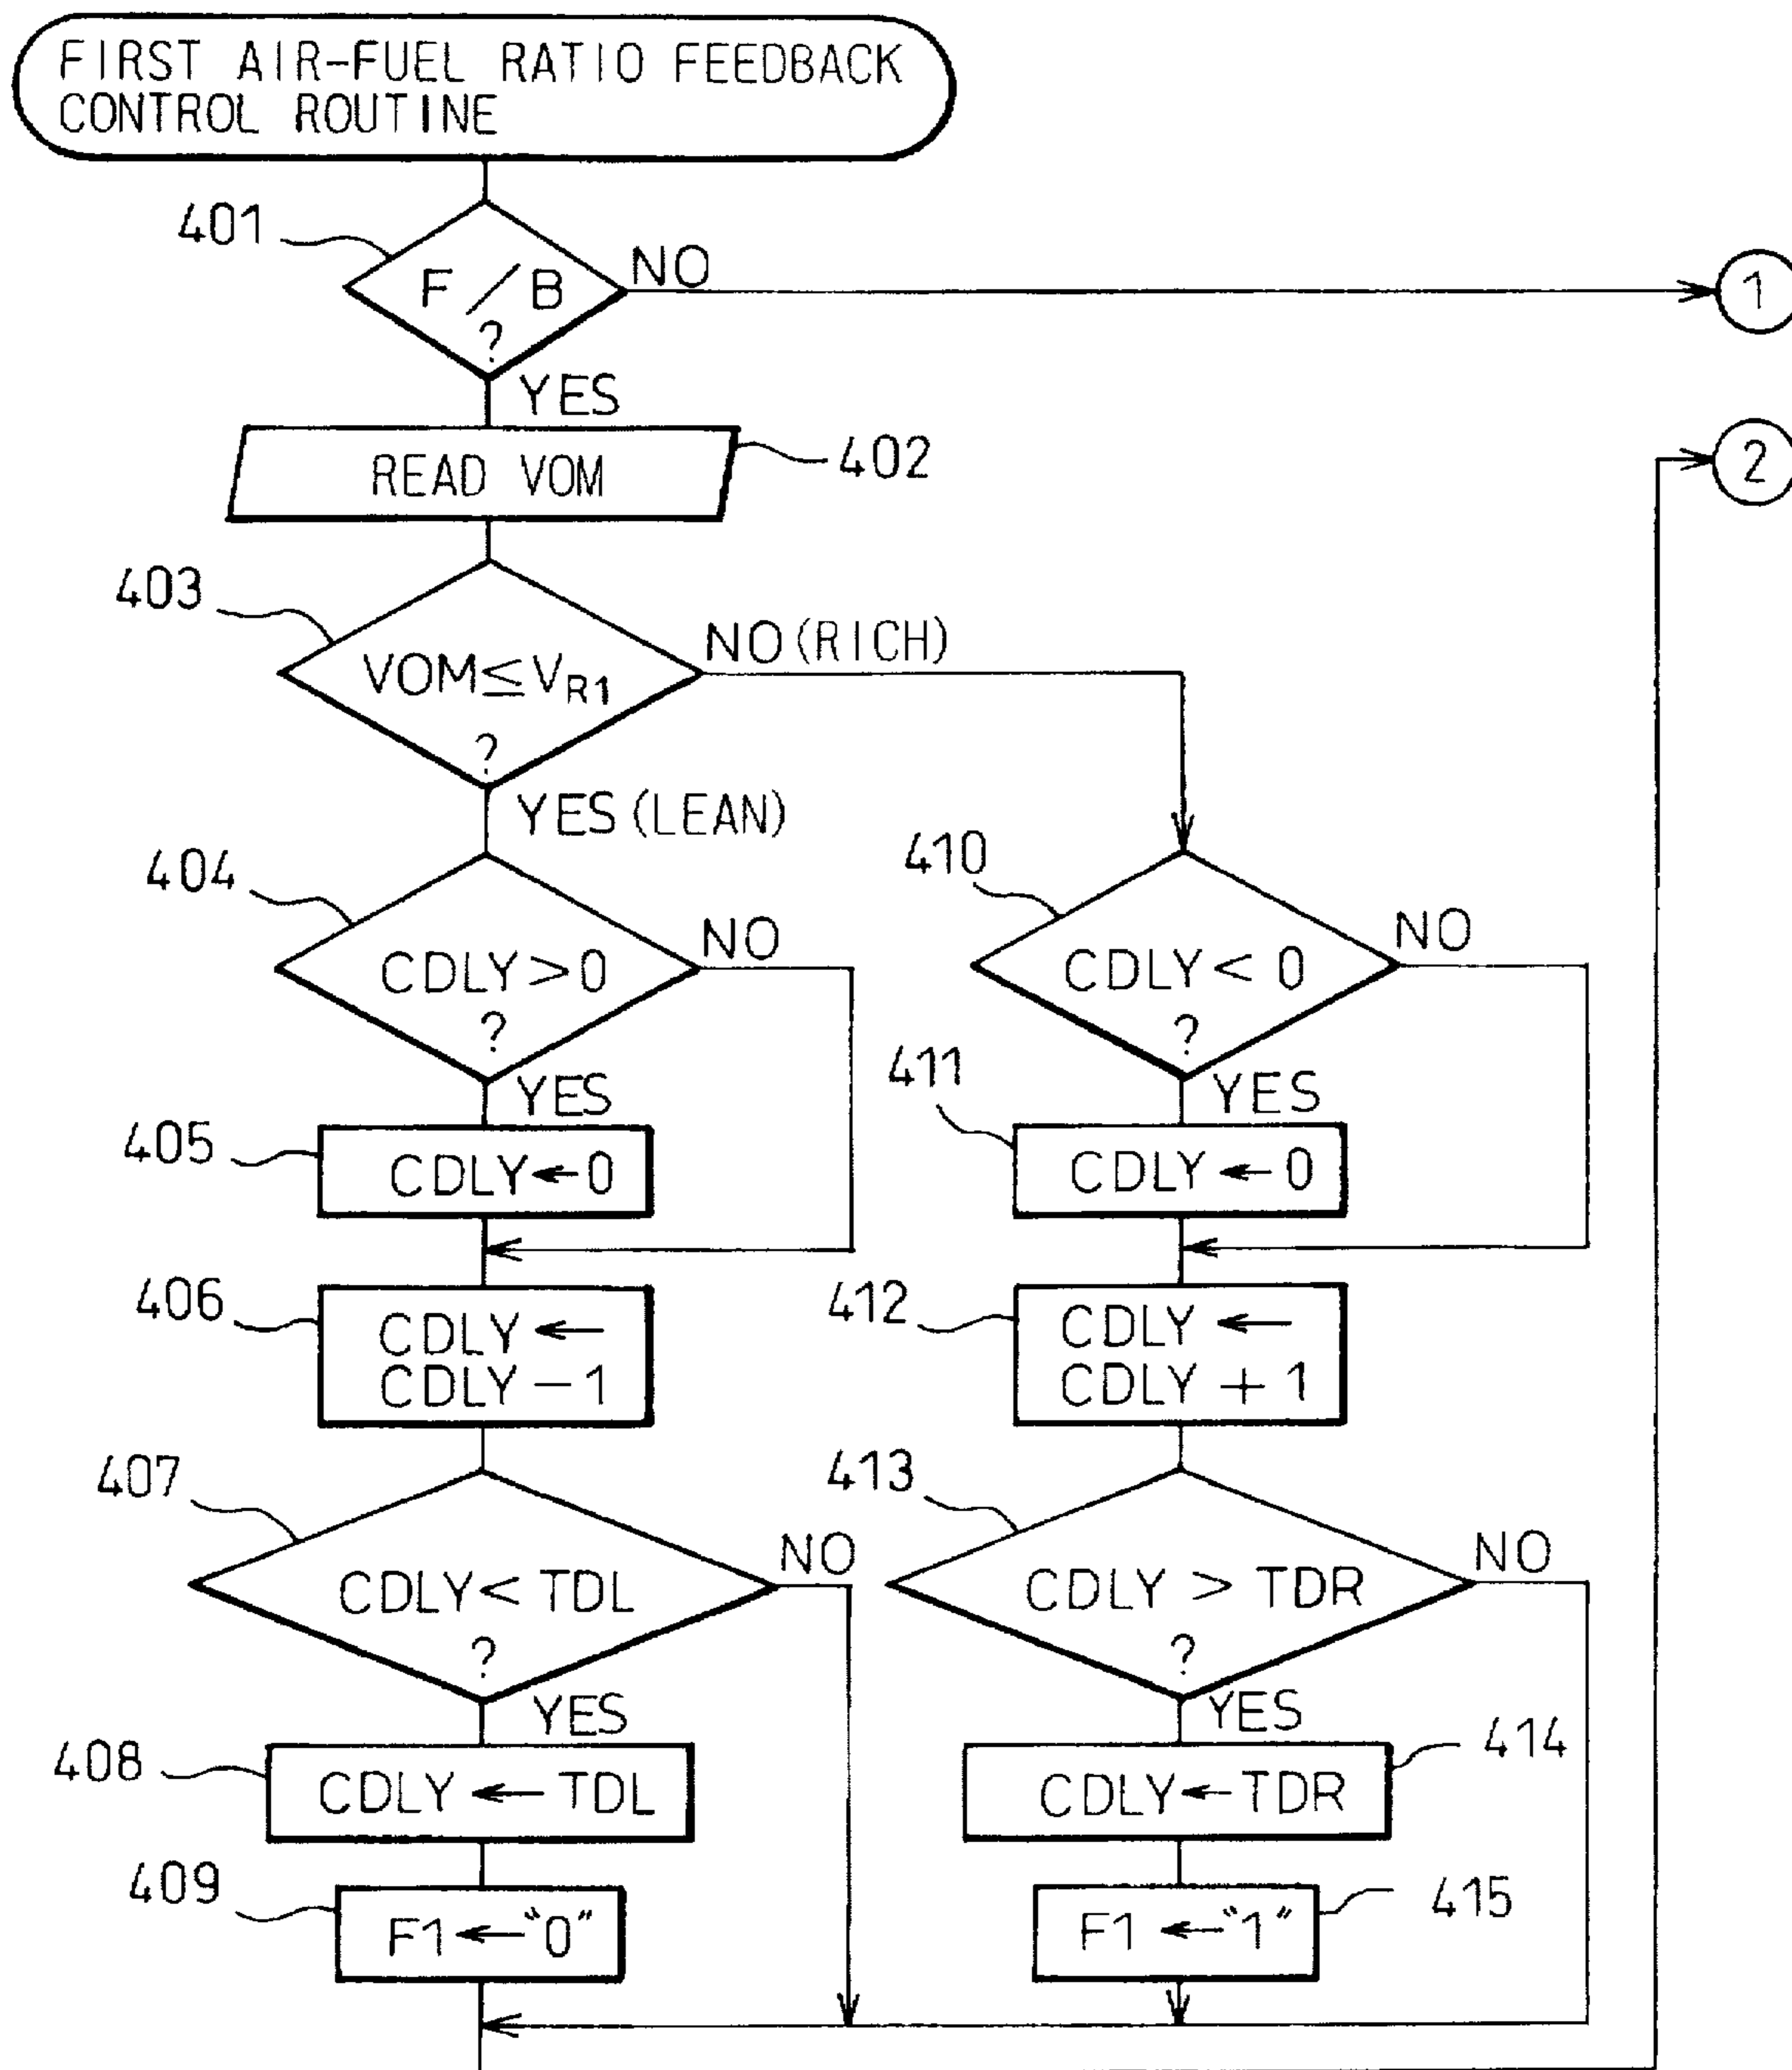 FIRST AIR-FUEL RATIO FEEDBACK
CONTROL ROUTINE
401
F/B
?
NO
1
YES
READ VOM
402
2
403
VOM≦VR1
?
NO(RICH)
YES(LEAN)
404
CDLY>0
?
NO
410
CDLY<0
?
NO
YES
405
CDLY←0
411
YES
CDLY←0
406
CDLY←
CDLY-1
412
CDLY←
CDLY+1
407
CDLY<TDL
?
NO
413
CDLY>TDR
?
NO
YES
408
CDLY←TDL
YES
414
CDLY←TDR
409
F1←“0”
415
F1←“1”